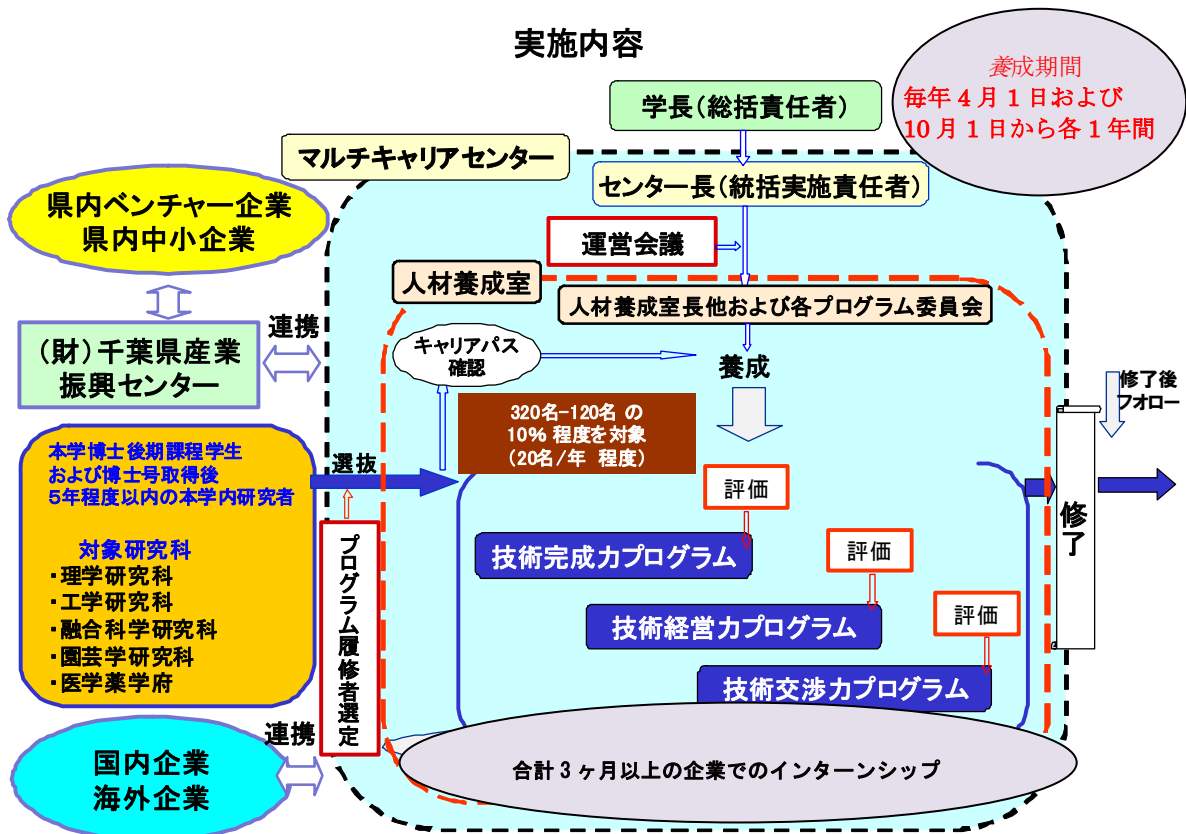 実施内容
養成期間
毎年４月１日および
10月１日から各１年間
学長（総括責任者）
マルチキャリアセンター
センター長（統括実施責任者）
県内ベンチャー企業
県内中小企業
運営会議
人材養成室
人材養成室長他および各プログラム委員会
連携
（財）千葉県産業
振興センター
キャリアパス
確認
養成
修了後
フォロー
320名−120名 の
10% 程度を対象
（20名/年 程度）
本学博士後期課程学生
および博士号取得後
5年程度以内の本学内研究者
選抜
対象研究科
・理学研究科
・工学研究科
・融合科学研究科
・園芸学研究科
・医学薬学府
プログラム履修者選定
評価
技術完成力プログラム
評価
技術経営力プログラム
評価
技術交渉力プログラム
修了
連携
国内企業
海外企業
合計３ヶ月以上の企業でのインターンシップ